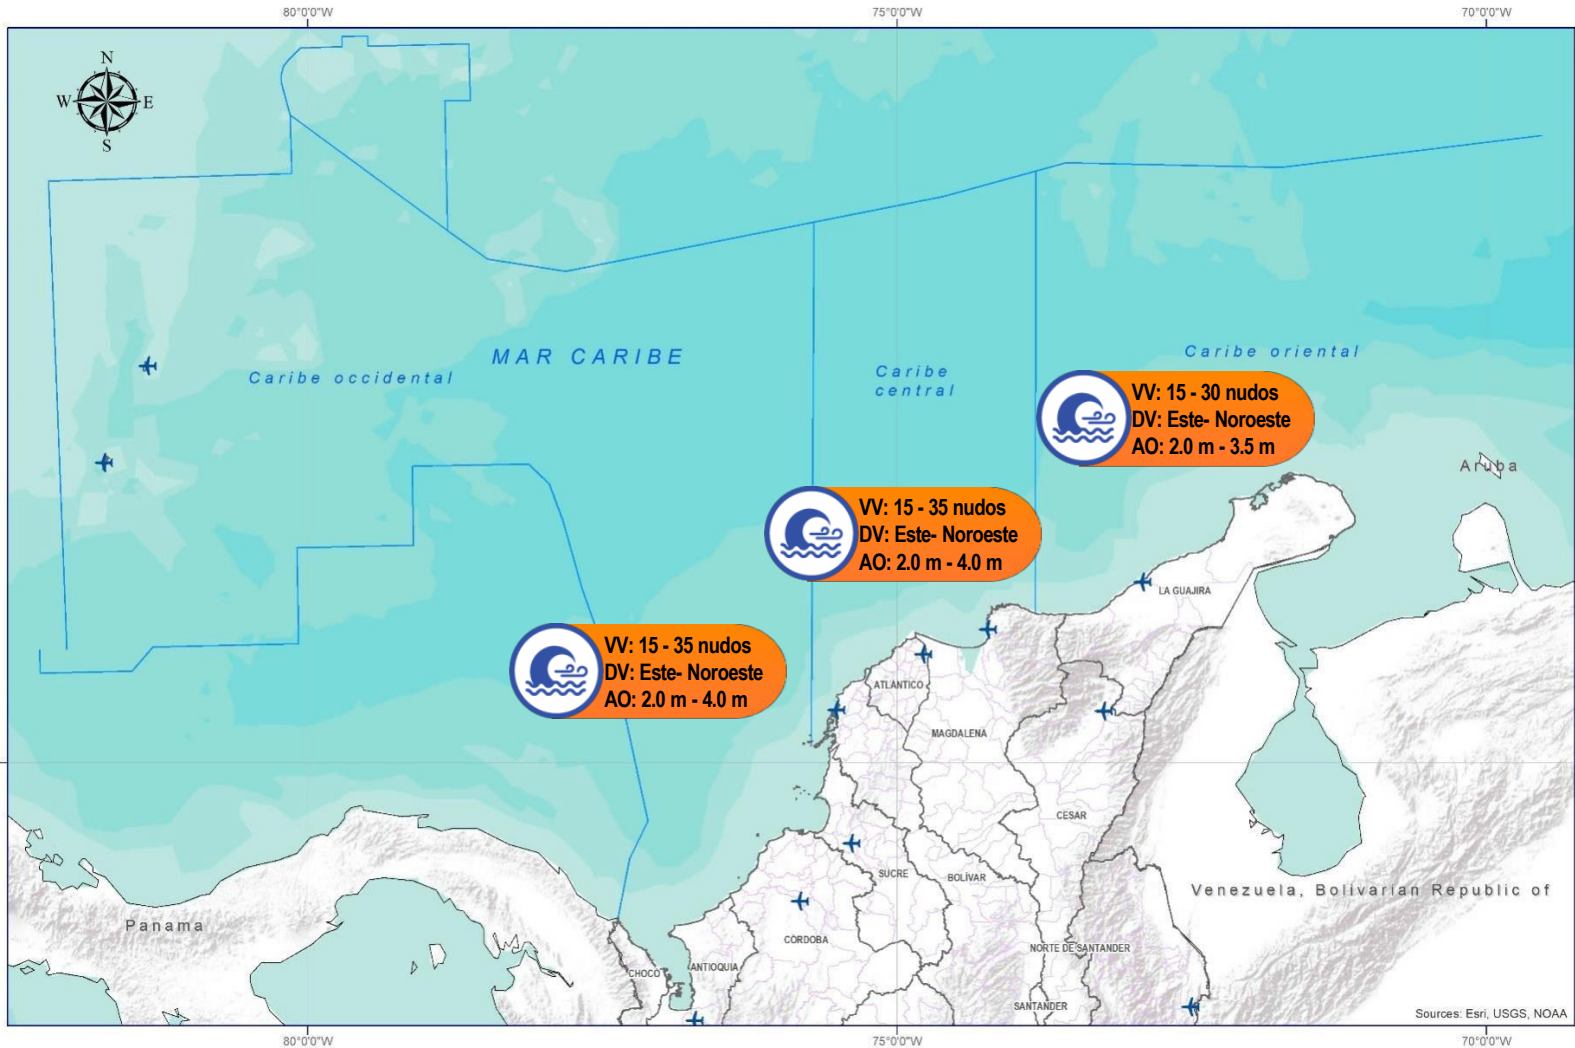 80°0'0"W
75°0'0"W
70°0'0"W
N
W
E
S
MAR CARIBE
Caribe occidental
Caribe
central
Caribe oriental
VV: 15 - 30 nudos
DV: Este- Noroeste
AO: 2.0 m - 3.5 m
Aruba
VV: 15 - 35 nudos
DV: Este- Noroeste
AO: 2.0 m - 4.0 m
LA GUAJIRA
VV: 15 - 35 nudos
DV: Este- Noroeste
AO: 2.0 m - 4.0 m
ATLANTICO
MAGDALENA
CESAR
SUCRE
BOLÍVAR
Venezuela, Bolivarian Republic of
Panama
CÓRDOBA
NORTE DE SANTANDER
CHOCO
ANTIOQUIA
SANTANDER
Sources: Esri, USGS, NOAA
80°0'0"W
75°0'0"W
70°0'0"W